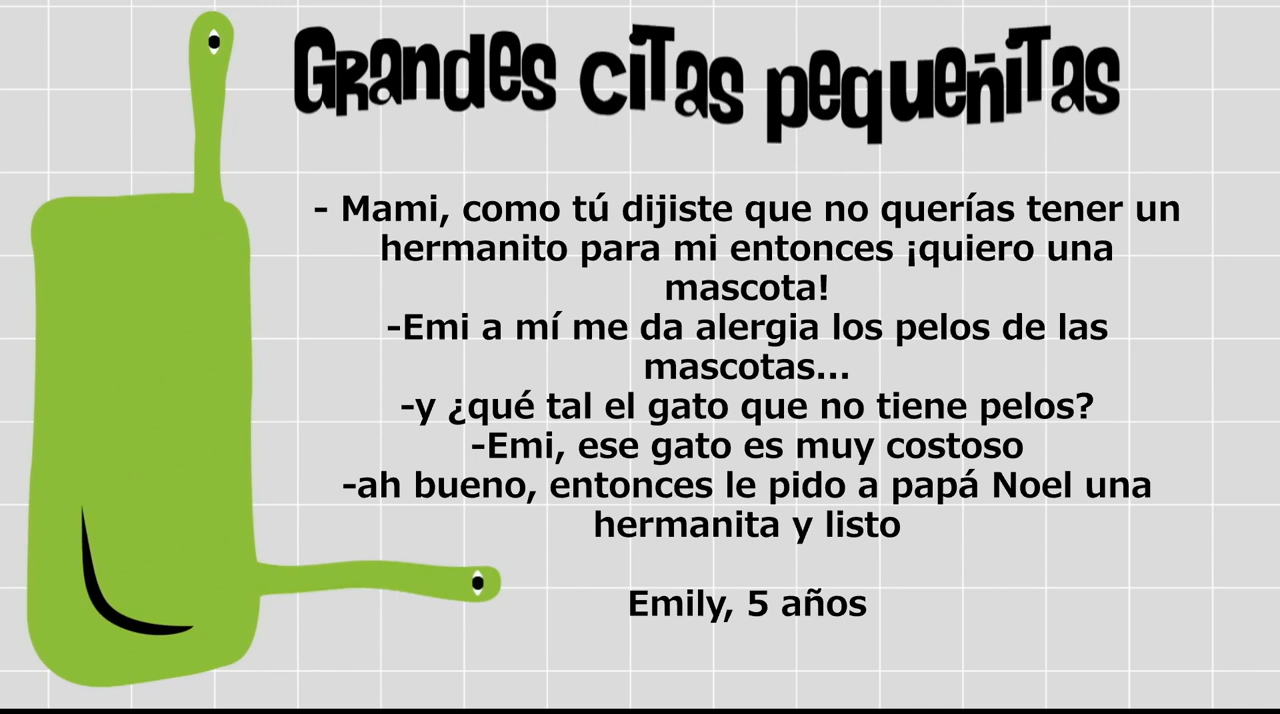 Grandes citas pequeñitas
- Mami, como tú dijiste que no querías tener un
hermanito para mi entonces ¡quiero una
mascota!
-Emi a mí me da alergia los pelos de las
mascotas...
-y ¿qué tal el gato que no tiene pelos?
-Emi, ese gato es muy costoso
-ah bueno, entonces le pido a papá Noel una
hermanita y listo
Emily, 5 años